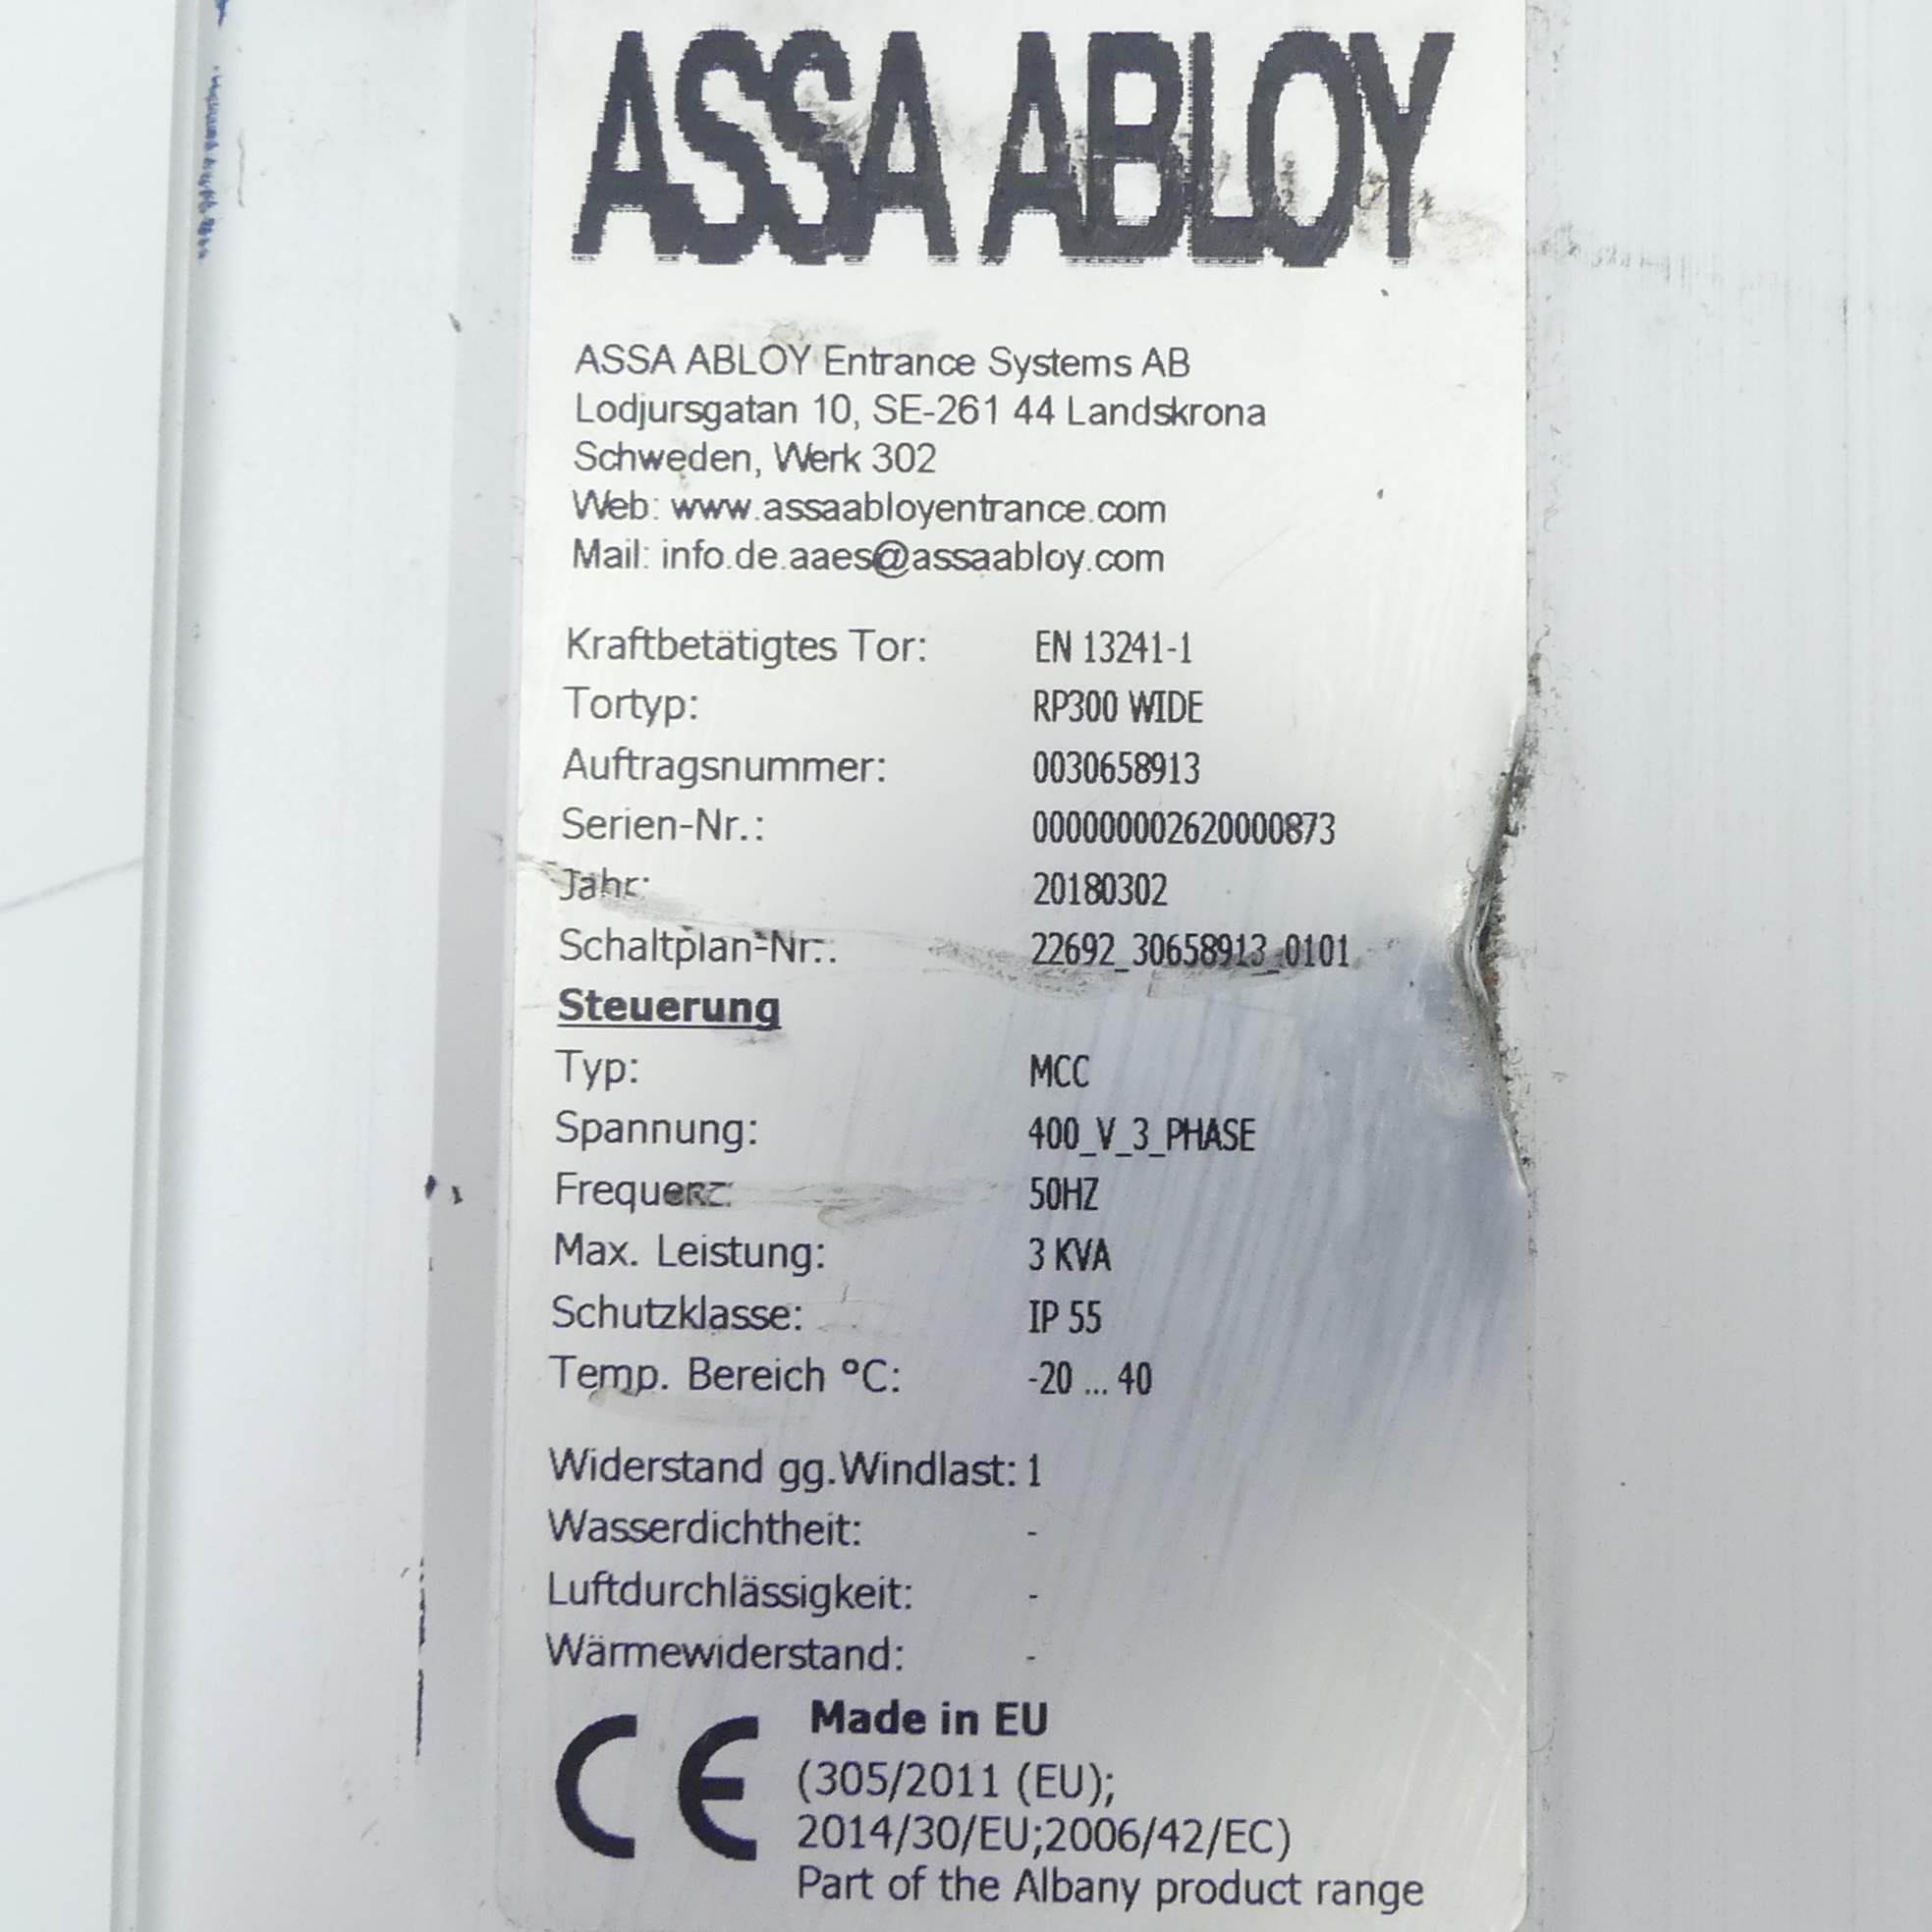 ASSA ABLOY
ASSA ABLOY Entrance Systems AB
Lodjursgatan 10, SE-261 44 Landskrona
Schweden, Werk 302
Web: www.assaabloyentrance.com
Mail: info.de.aaes@assaabloy.com
Kraftbetätigtes Tor: EN 13241-1
Tortyp: RP300 WIDE
Auftragsnummer: 0030658913
Serien-Nr.: 000000002620000873
Jahr: 20180302
Schaltplan-Nr.: 22692_30658913_0101
Steuerung
Typ: MCC
Spannung: 400_V_3_PHASE
Frequenz: 50HZ
Max. Leistung: 3 KVA
Schutzklasse: IP 55
Temp. Bereich °C: -20 ... 40
Widerstand gg.Windlast: 1
Wasserdichtheit: -
Luftdurchlässigkeit: -
Wärmewiderstand: -
CE Made in EU
(305/2011 (EU);
2014/30/EU;2006/42/EC)
Part of the Albany product range